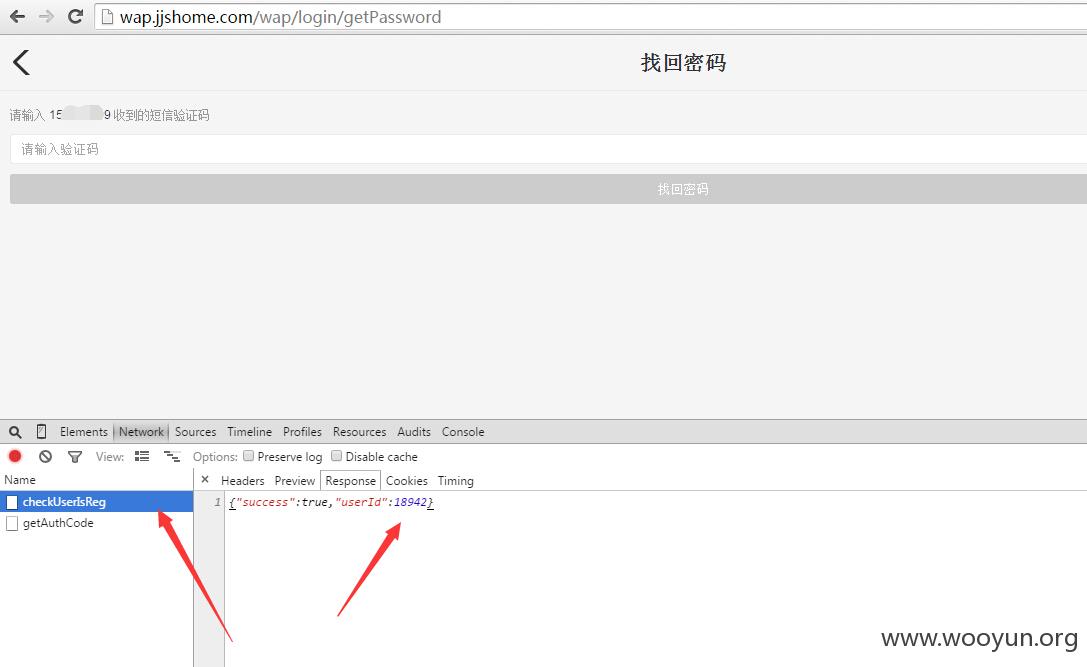 wap.jjshome.com/wap/login/getPassword
找回密码
请输入 15 9 收到的短信验证码
请输入验证码
找回密码
Elements Network Sources Timeline Profiles Resources Audits Console
View: Options: Preserve log Disable cache
Name × Headers Preview Response Cookies Timing
checkUserIsReg 1 {"success":true,"userId":18942}
getAuthCode
www.wooyun.org